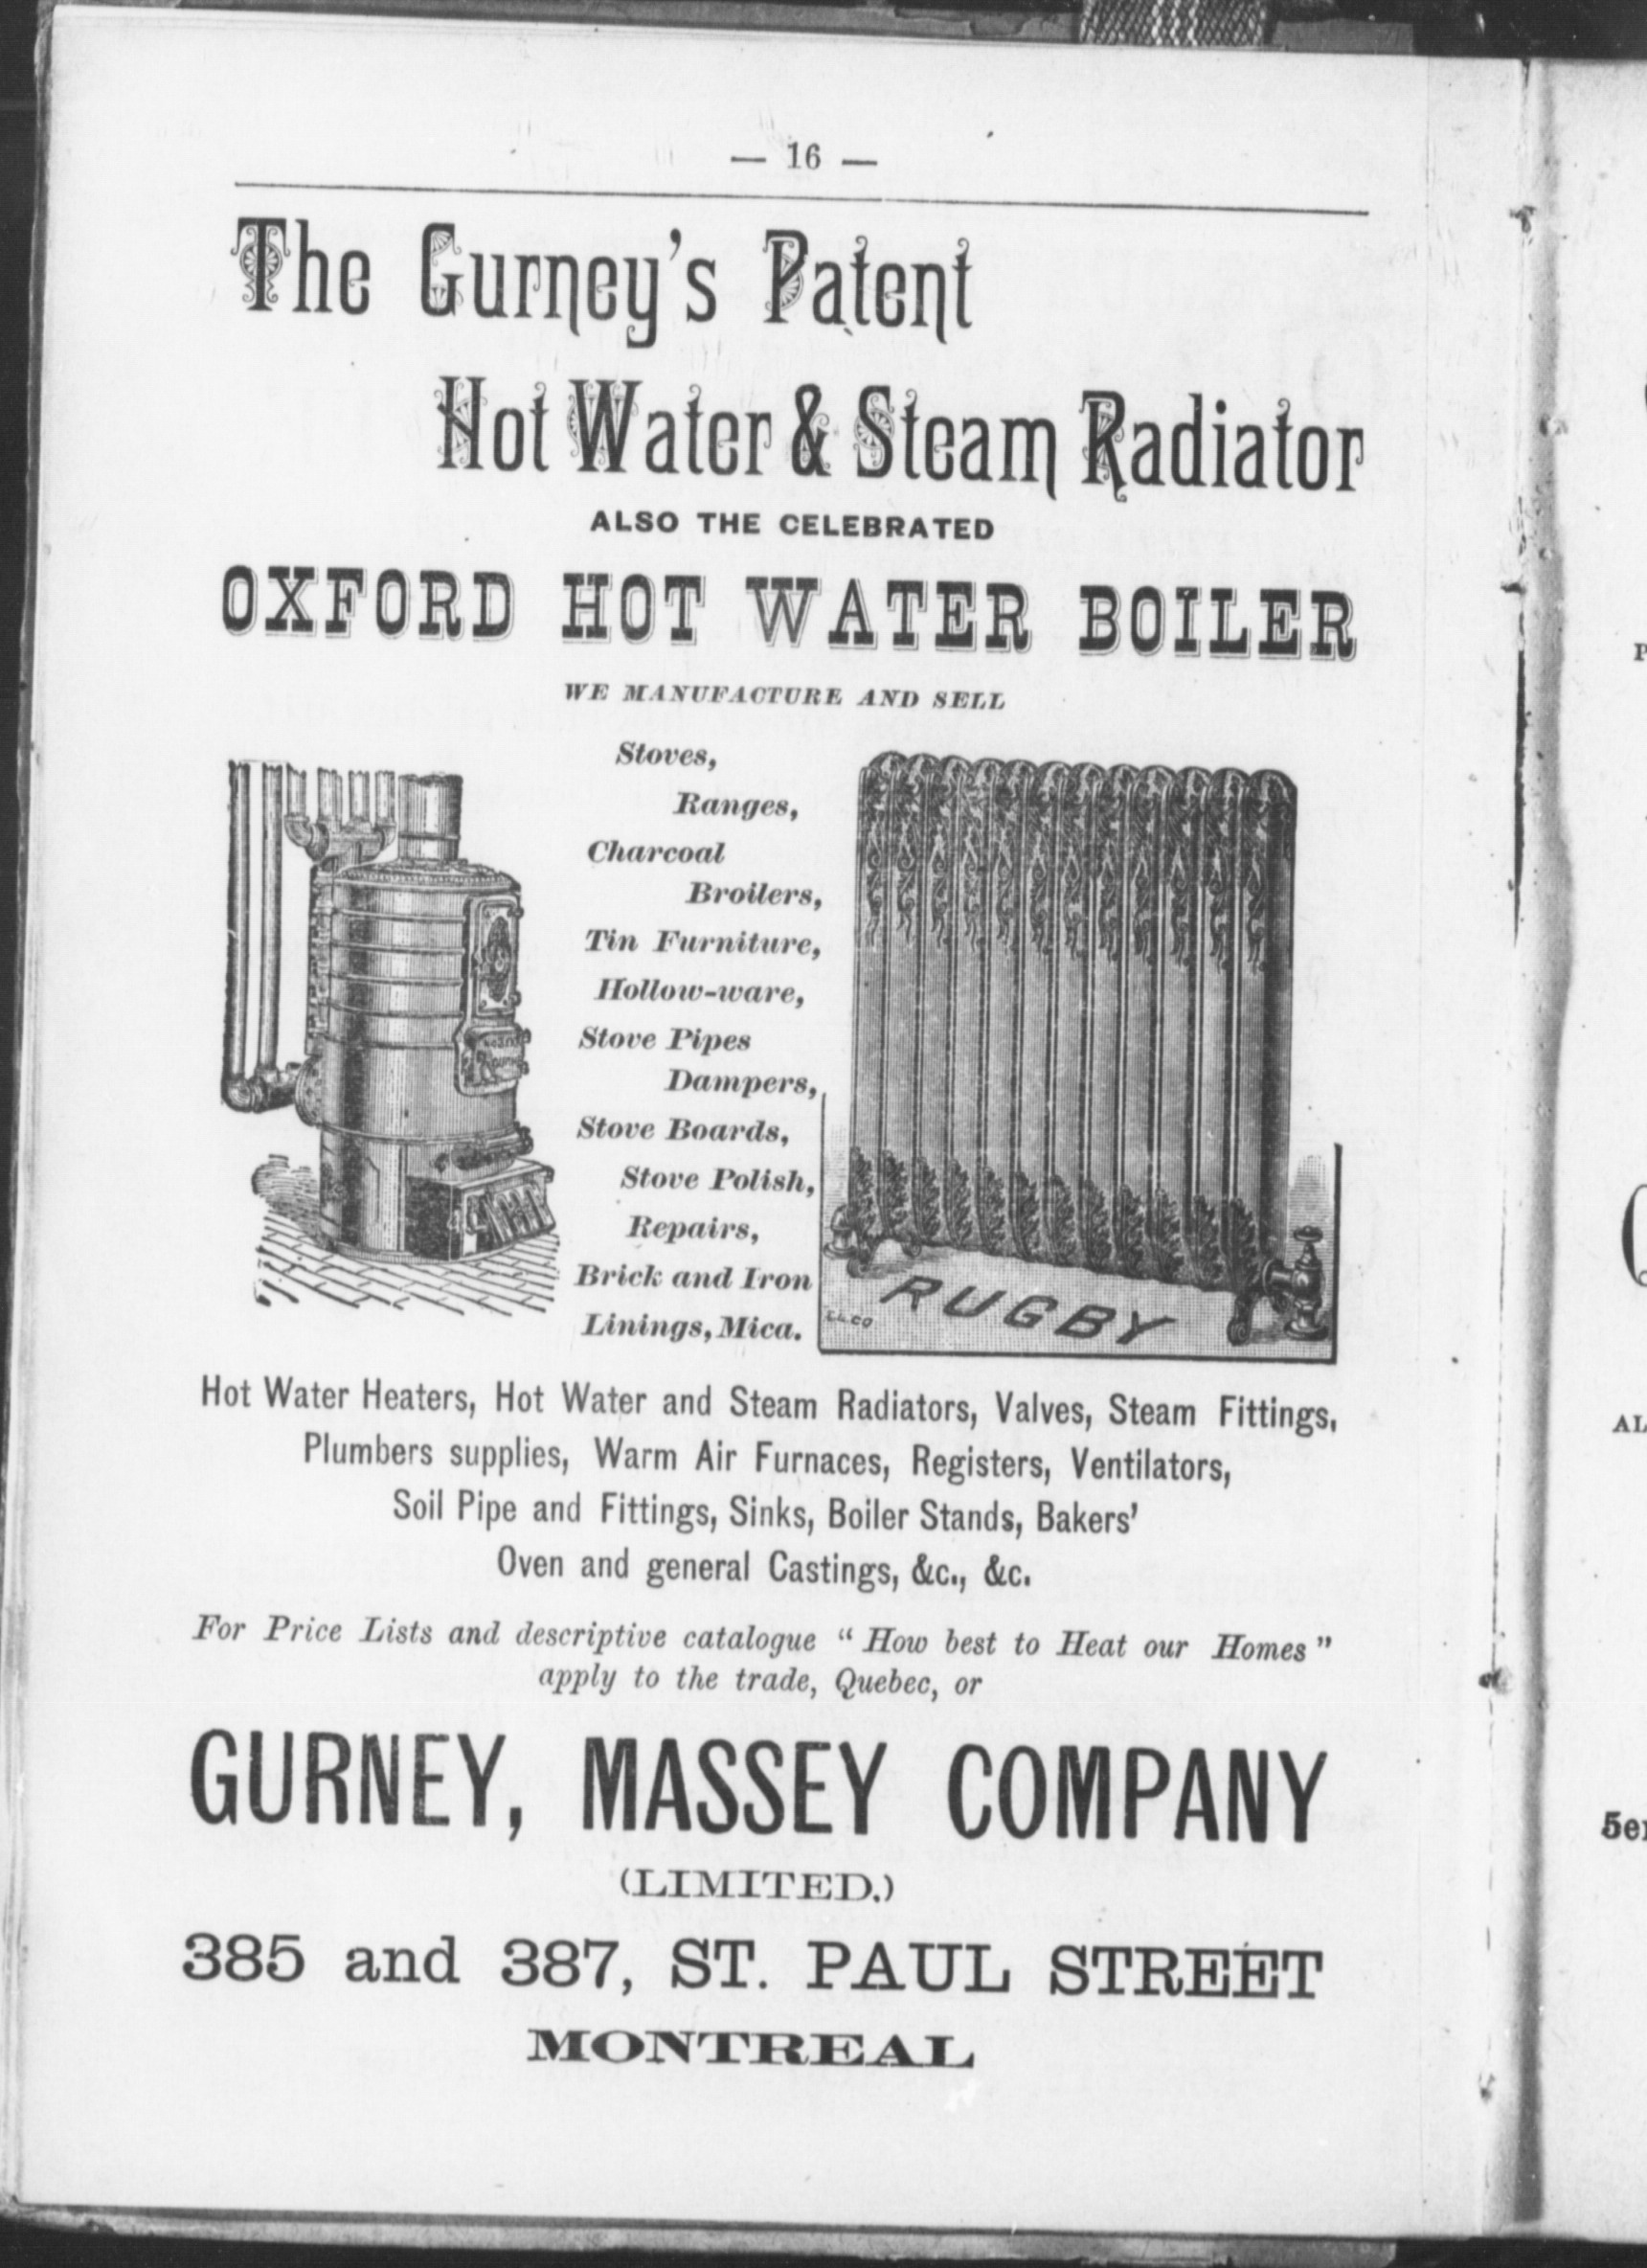 — 16 —
The Gurney's Patent
Hot Water & Steam Radiator
ALSO THE CELEBRATED
OXFORD HOT WATER BOILER
WE MANUFACTURE AND SELL
Stoves,
Ranges,
Charcoal
Broilers,
Tin Furniture,
Hollow-ware,
Stove Pipes
Dampers,
Stove Boards,
Stove Polish,
Repairs,
Brick and Iron
Linings, Mica.
RUGBY
Hot Water Heaters, Hot Water and Steam Radiators, Valves, Steam Fittings,
Plumbers supplies, Warm Air Furnaces, Registers, Ventilators,
Soil Pipe and Fittings, Sinks, Boiler Stands, Bakers'
Oven and general Castings, &c., &c.
For Price Lists and descriptive catalogue "How best to Heat our Homes"
apply to the trade, Quebec, or
GURNEY, MASSEY COMPANY
(LIMITED.)
385 and 387, ST. PAUL STREET
MONTREAL